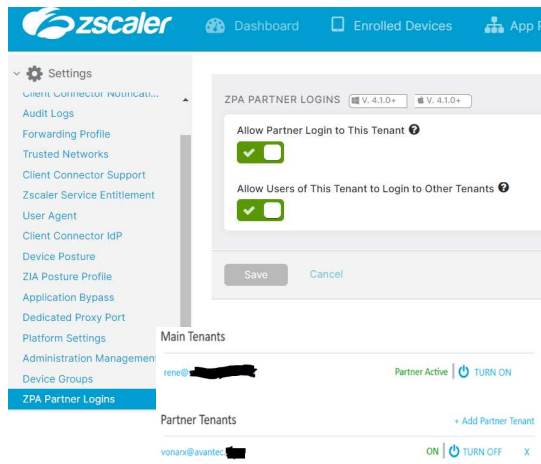 zscaler
Dashboard
Enrolled Devices
App
Settings
Client Connector Notificati...
Audit Logs
Forwarding Profile
Trusted Networks
Client Connector Support
Zscaler Service Entitlement
User Agent
Client Connector IdP
Device Posture
ZIA Posture Profile
Application Bypass
Dedicated Proxy Port
Platform Settings
Administration Management
Device Groups
ZPA Partner Logins
ZPA PARTNER LOGINS V. 4.1.0+ V. 4.1.0+
Allow Partner Login to This Tenant
Allow Users of This Tenant to Login to Other Tenants
Save Cancel
Main Tenants
rene@ Partner Active TURN ON
Partner Tenants + Add Partner Tenant
vonarx@avantec. ON TURN OFF X